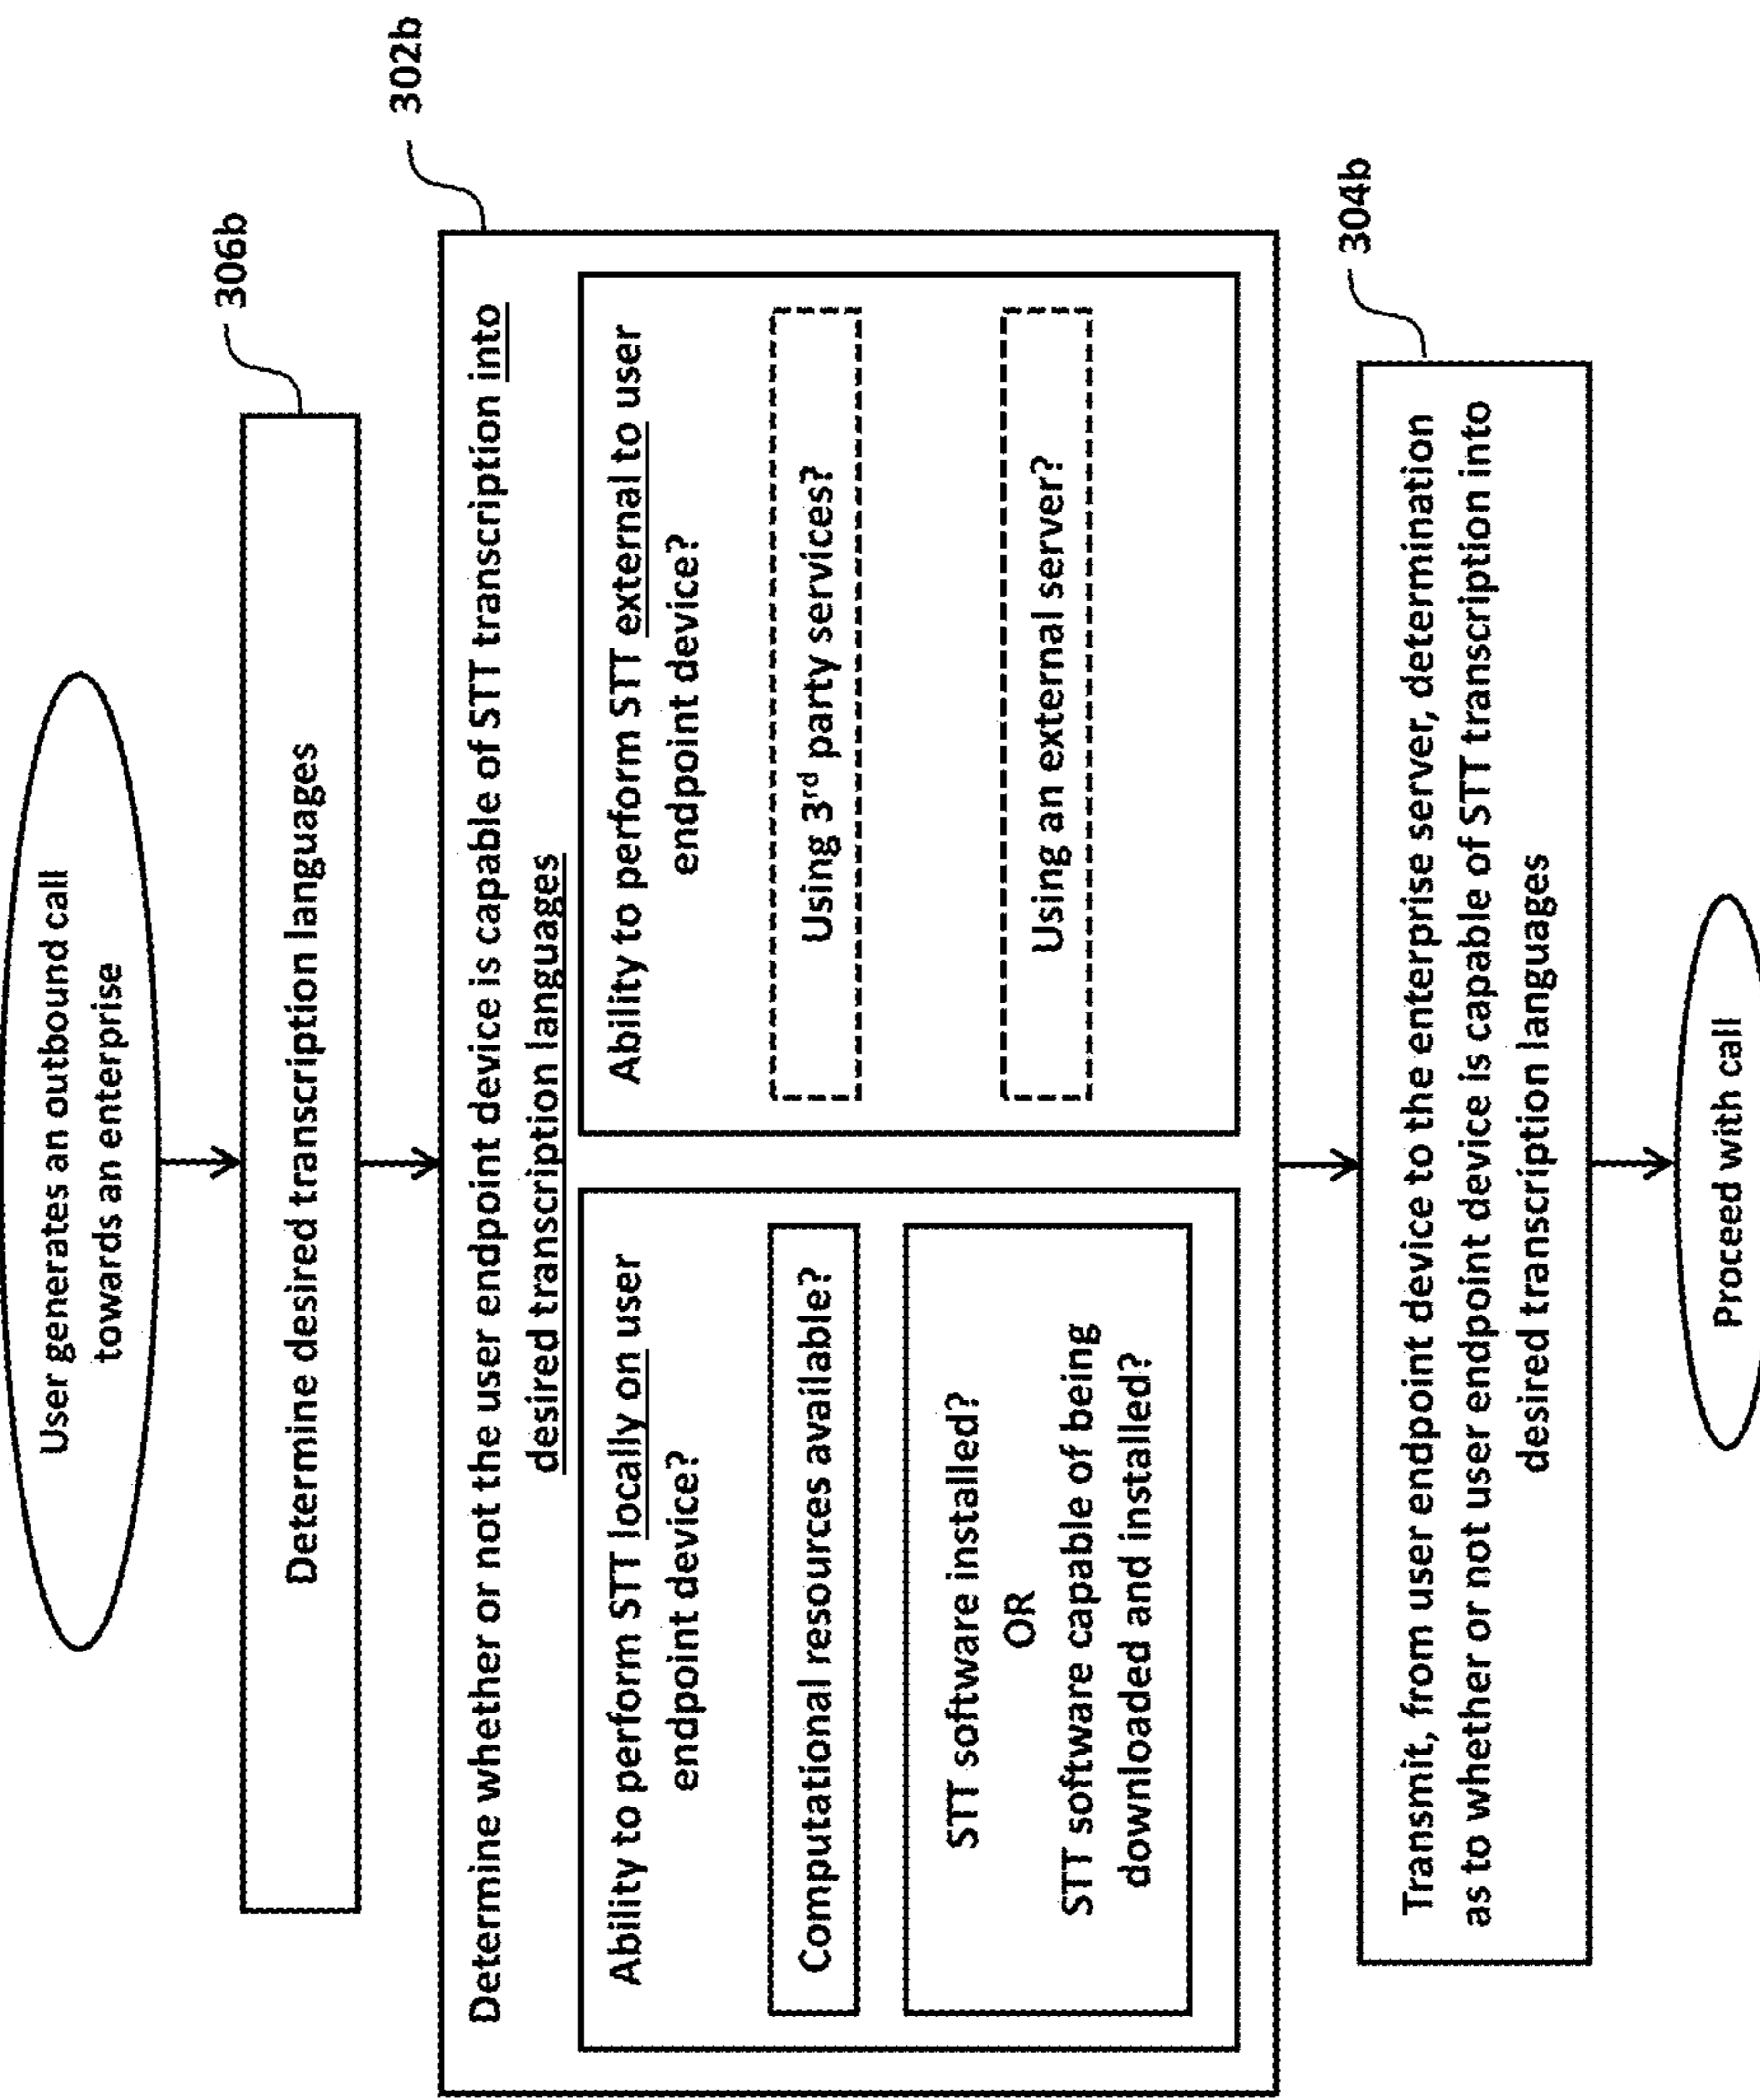 User generates an outbound call
towards an enterprise
306b
Determine desired transcription languages
302b
Determine whether or not the user endpoint device is capable of STT transcription into
desired transcription languages
Ability to perform STT locally on user
endpoint device?
Computational resources available?
STT software installed?
OR
STT software capable of being
downloaded and installed?
Ability to perform STT external to user
endpoint device?
Using 3rd party services?
Using an external server?
304b
Transmit, from user endpoint device to the enterprise server, determination
as to whether or not user endpoint device is capable of STT transcription into
desired transcription languages
Proceed with call